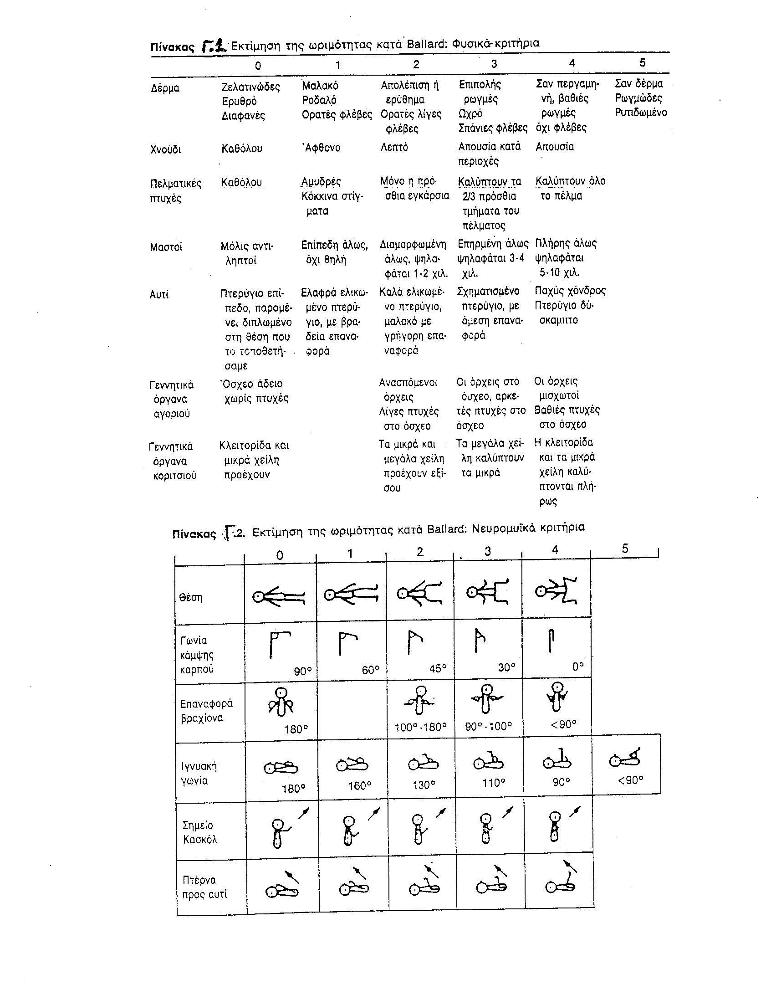 Πίνακας Γ.1. Εκτίμηση της ωριμότητας κατά Ballard: Φυσικά κριτήρια
0 1 2 3 4 5
Δέρμα Ζελατινώδες Μαλακό Απολέπιση ή Επιπολής Σαν περγαμη- Σαν δέρμα
Ερυθρό Ροδαλό ερύθημα ρωγμές νή, βαθιές Ρωγμώδες
Διαφανές Ορατές φλέβες Ορατές λίγες Ωχρό ρωγμές Ρυτιδωμένο
φλέβες Σπάνιες φλέβες όχι φλέβες
Χνούδι Καθόλου Άφθονο Λεπτό Απουσία κατά Απουσία
περιοχές
Πελματικές Καθόλου Αμυδρές Μόνο η πρό- Καλύπτουν τα Καλύπτουν όλο
πτυχές Κόκκινα στίγ- σθια εγκάρσια 2/3 πρόσθια το πέλμα
ματα τμήματα του
πέλματος
Μαστοί Μόλις αντι- Επίπεδη άλως, Διαμορφωμένη Επηρμένη άλως Πλήρης άλως
ληπτοί όχι θηλή άλως, ψηλα- ψηλαφάται 3-4 ψηλαφάται
φάται 1-2 χιλ. χιλ. 5-10 χιλ.
Αυτί Πτερύγιο επί- Ελαφρά ελικω- Καλά ελικωμέ- Σχηματισμένο Παχύς χόνδρος
πεδο, παραμέ- μένο πτερύ- νο πτερύγιο, πτερύγιο, με Πτερύγιο δύ-
νει διπλωμένο γιο, με βρα- μαλακό με άμεση επανα- σκαμπτο
στη θέση που δεία επανα- γρήγορη επα- φορά
το τοποθετή- φορά ναφορά
σαμε
Γεννητικά Όσχεο άδειο Ανασπόμενοι Οι όρχεις στο Οι όρχεις
όργανα χωρίς πτυχές όρχεις όσχεο, αρκε- μισχωτοί
αγοριού Λίγες πτυχές τές πτυχές στο Βαθιές πτυχές
στο όσχεο όσχεο στο όσχεο
Γεννητικά Κλειτορίδα και Τα μικρά και Τα μεγάλα χεί- Η κλειτορίδα
όργανα μικρά χείλη μεγάλα χείλη λη καλύπτουν και τα μικρά
κοριτσιού προέχουν προέχουν εξί- τα μικρά χείλη καλύ-
σου πτονται πλή-
ρως
Πίνακας Γ.2. Εκτίμηση της ωριμότητας κατά Ballard: Νευρομυϊκά κριτήρια
0 1 2 3 4 5
Θέση
Γωνία
κάμψης
καρπού 90° 60° 45° 30° 0°
Επαναφορά
βραχίονα
180° 100°-180° 90°-100° <90°
Ιγνυακή
γωνία
180° 160° 130° 110° 90° <90°
Σημείο
Κασκόλ
Πτέρνα
προς αυτί